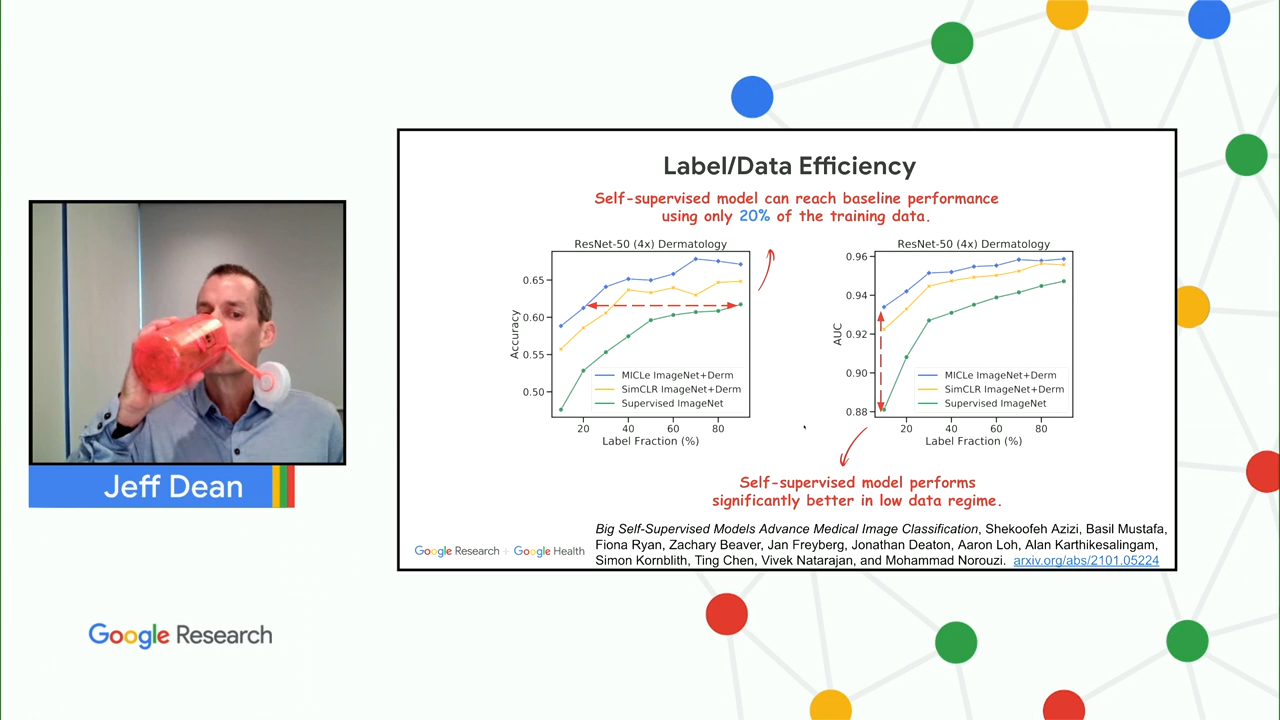 Label/Data Efficiency
Self-supervised model can reach baseline performance
using only 20% of the training data.
ResNet-50 (4x) Dermatology
0.65
0.60
0.55
0.50
Accuracy
MICLe ImageNet+Derm
SimCLR ImageNet+Derm
Supervised ImageNet
20 40 60 80
Label Fraction (%)
ResNet-50 (4x) Dermatology
0.96
0.94
0.92
0.90
0.88
AUC
MICLe ImageNet+Derm
SimCLR ImageNet+Derm
Supervised ImageNet
20 40 60 80
Label Fraction (%)
Self-supervised model performs
significantly better in low data regime.
Big Self-Supervised Models Advance Medical Image Classification, Shekoofeh Azizi, Basil Mustafa,
Fiona Ryan, Zachary Beaver, Jan Freyberg, Jonathan Deaton, Aaron Loh, Alan Karthikesalingam,
Simon Kornblith, Ting Chen, Vivek Natarajan, and Mohammad Norouzi. arxiv.org/abs/2101.05224
Google Research + Google Health
Jeff Dean
Google Research